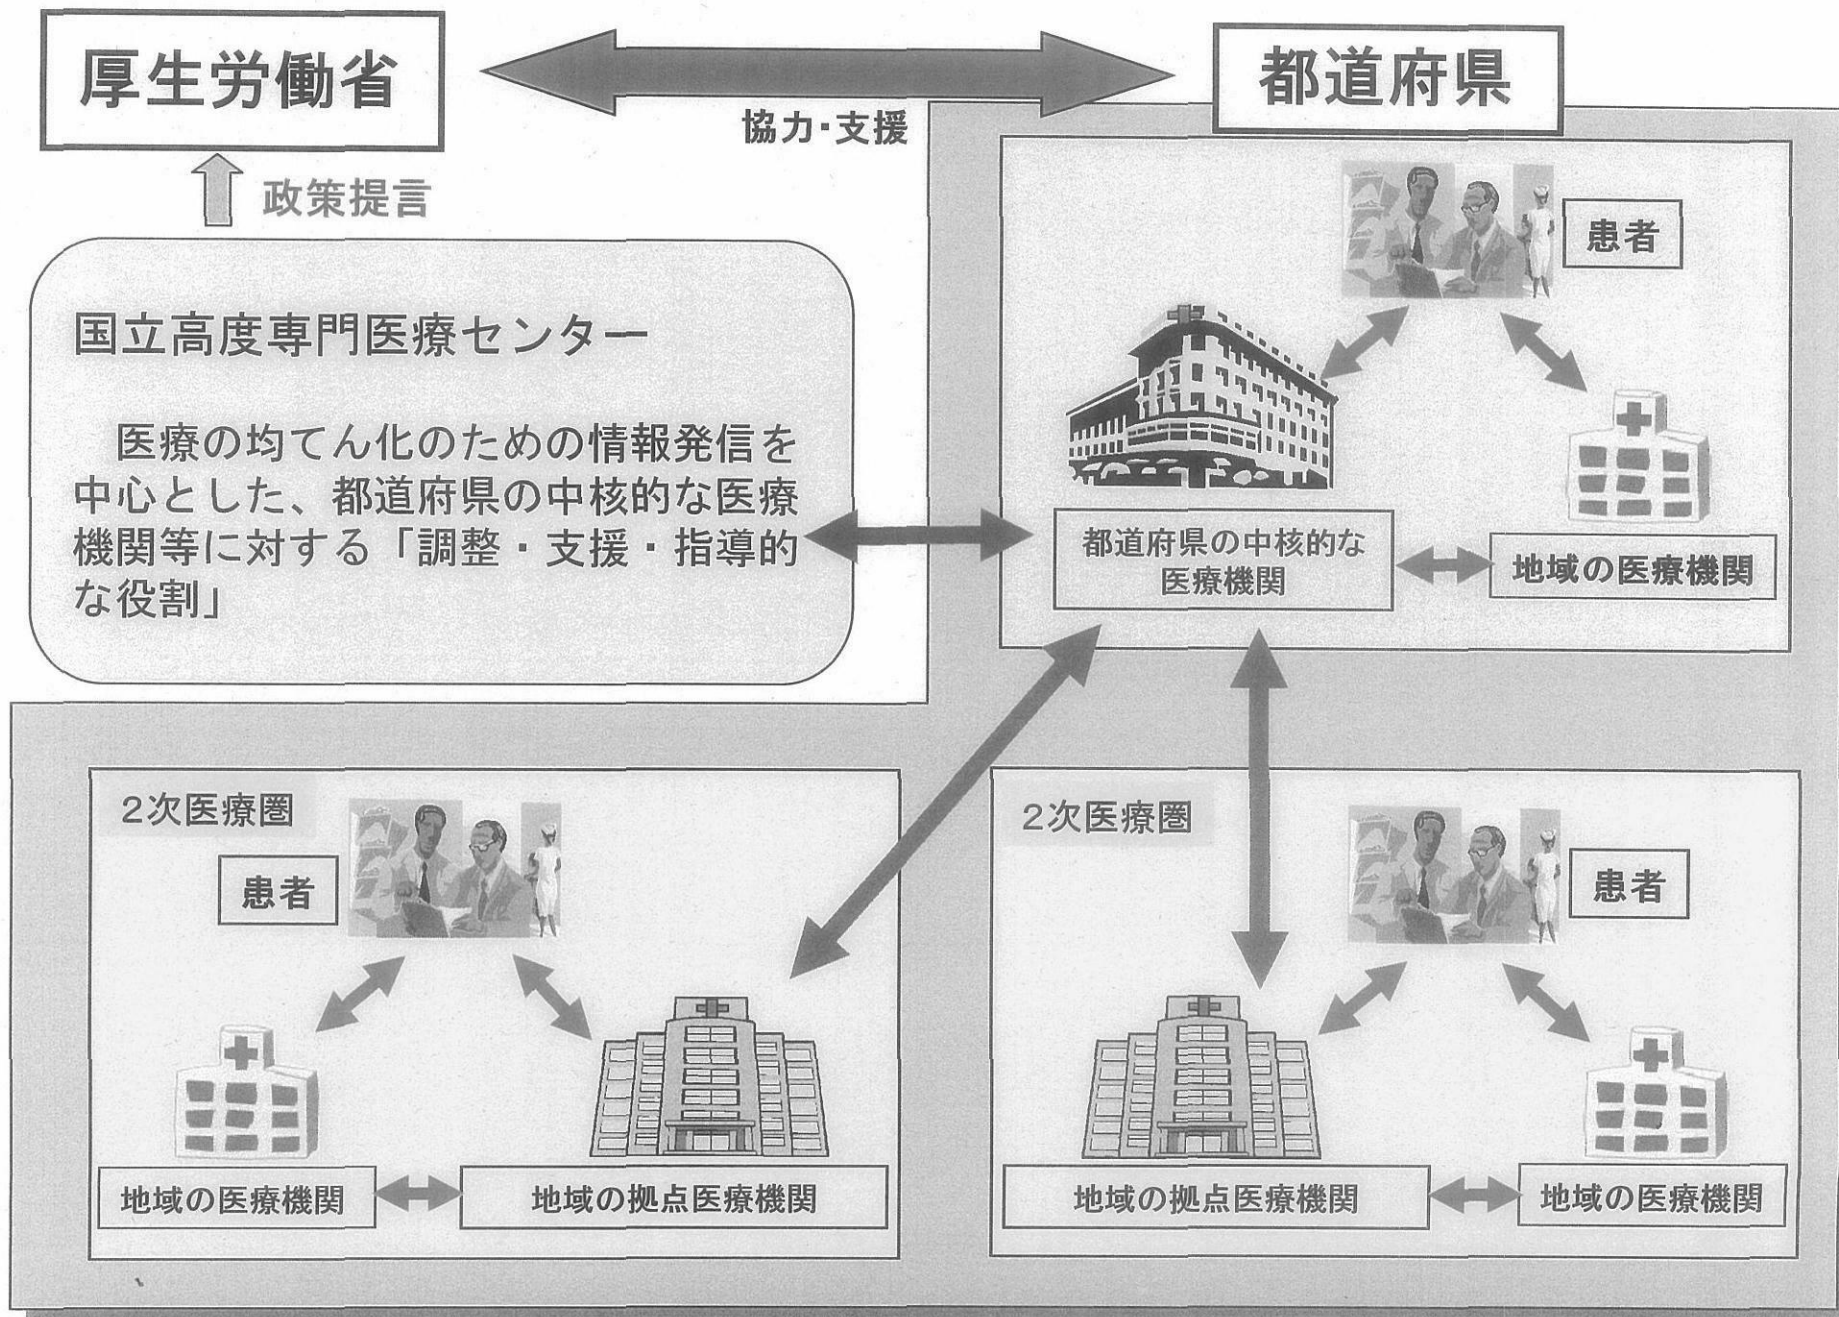 厚生労働省
協力・支援
都道府県
政策提言
国立高度専門医療センター
医療の均てん化のための情報発信を
中心とした、都道府県の中核的な医療
機関等に対する「調整・支援・指導的
な役割」
患者
都道府県の中核的な
医療機関
地域の医療機関
2次医療圏
患者
地域の医療機関
地域の拠点医療機関
2次医療圏
患者
地域の拠点医療機関
地域の医療機関